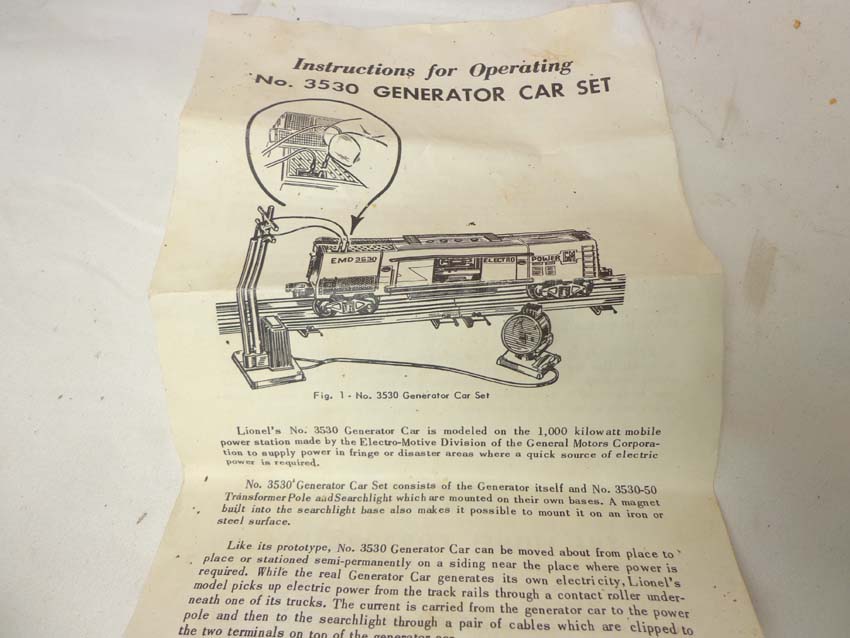 Instructions for Operating
No. 3530 GENERATOR CAR SET
EMD 3530
ELECTRO
POWER
GM
Fig. 1 - No. 3530 Generator Car Set
Lionel's No. 3530 Generator Car is modeled on the 1,000 kilowatt mobile
power station made by the Electro-Motive Division of the General Motors Corpora-
tion to supply power in fringe or disaster areas where a quick source of electric
power is required.
No. 3530 Generator Car Set consists of the Generator itself and No. 3530-50
Transformer Pole and Searchlight which are mounted on their own bases. A magnet
built into the searchlight base also makes it possible to mount it on an iron or
steel surface.
Like its prototype, No. 3530 Generator Car can be moved about from place to
place or stationed semi-permanently on a siding near the place where power is
required. While the real Generator Car generates its own electricity, Lionel's
model picks up electric power from the track rails through a contact roller under-
neath one of its trucks. The current is carried from the generator car to the power
pole and then to the searchlight through a pair of cables which are clipped to
the two terminals on top of the generator car